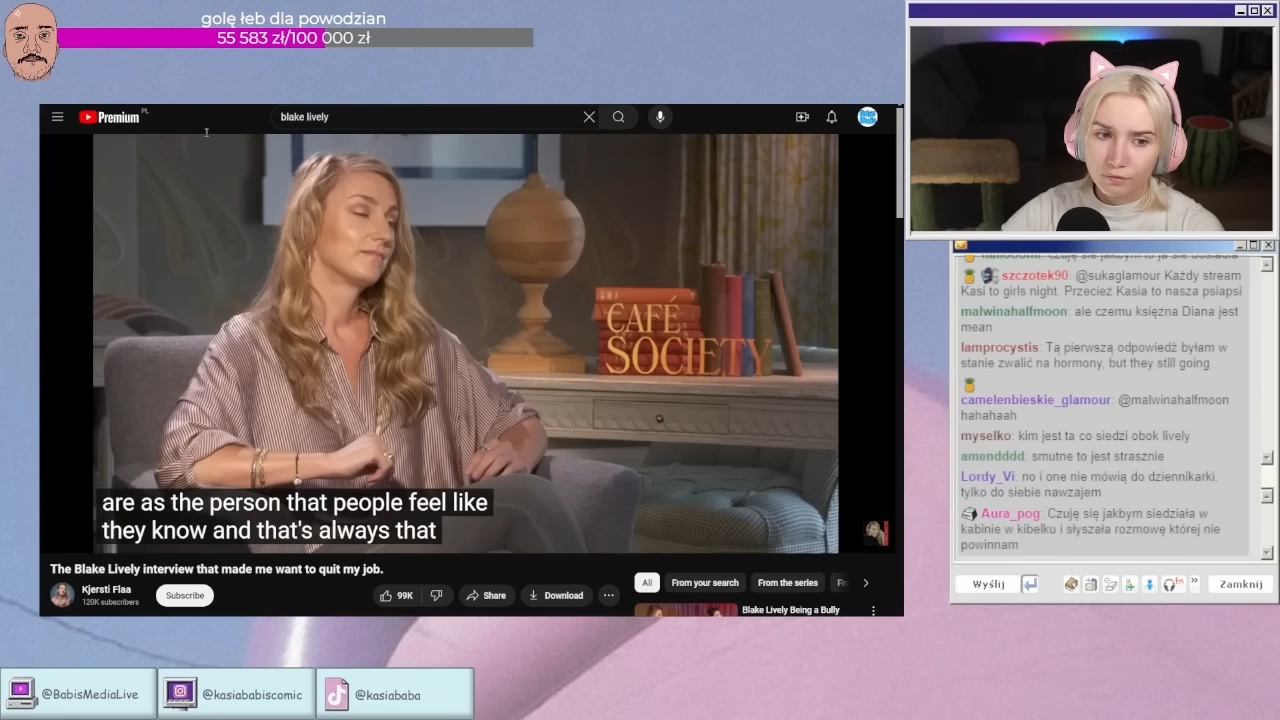 golę łeb dla powodzian
55 583 zł/100 000 zł
Premium PL
blake lively
CAFÉ
SOCIETY
are as the person that people feel like
they know and that's always that
The Blake Lively interview that made me want to quit my job.
Kjersti Flaa
120K subscribers
Subscribe
99K
Share
Download
All
From your search
From the series
Blake Lively Being a Bully
szczotek90: @sukaglamour Każdy stream
Kasi to girls night. Przecież Kasia to nasza psiapsi
malwinahalfmoon: ale czemu księzna Diana jest
mean
lamprocystis: Tą pierwszą odpowiedź byłam w
stanie zwalić na hormony, but they still going
camelenbieskie_glamour: @malwinahalfmoon
hahahaah
myselko: kim jest ta co siedzi obok lively
amendddd: smutne to jest strasznie
Lordy_Vi: no i one nie mówią do dziennikarki,
tylko do siebie nawzajem
Aura_pog: Czuję się jakbym siedziała w
kabinie w kibelku i słyszała rozmowę której nie
powinnam
Wyślij
Zamknij
@BabisMediaLive
@kasiababiscomic
@kasiababa